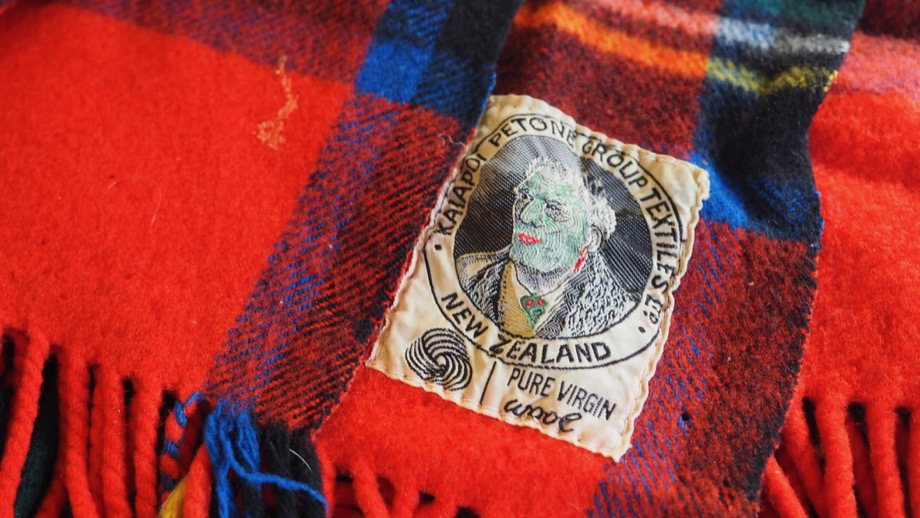 KAIAPOI PETONE GROUP TEXTILES LTD
NEW ZEALAND
PURE VIRGIN
wool